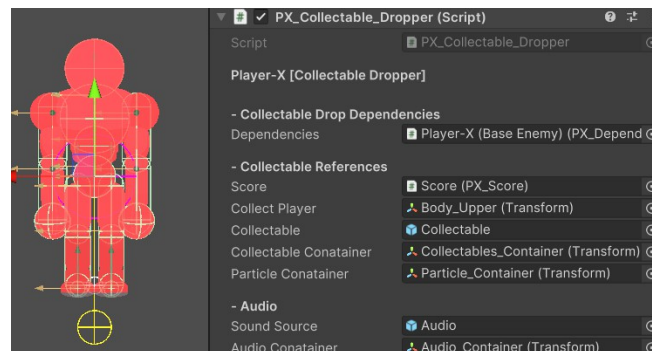 PX_Collectable_Dropper (Script)
Script PX_Collectable_Dropper
Player-X [Collectable Dropper]
- Collectable Drop Dependencies
Dependencies Player-X (Base Enemy) (PX_Depend
- Collectable References
Score Score (PX_Score)
Collect Player Body_Upper (Transform)
Collectable Collectable
Collectable Conatainer Collectables_Container (Transform)
Particle Conatainer Particle_Container (Transform)
- Audio
Sound Source Audio
Audio Conatainer Audio_Container (Transform)